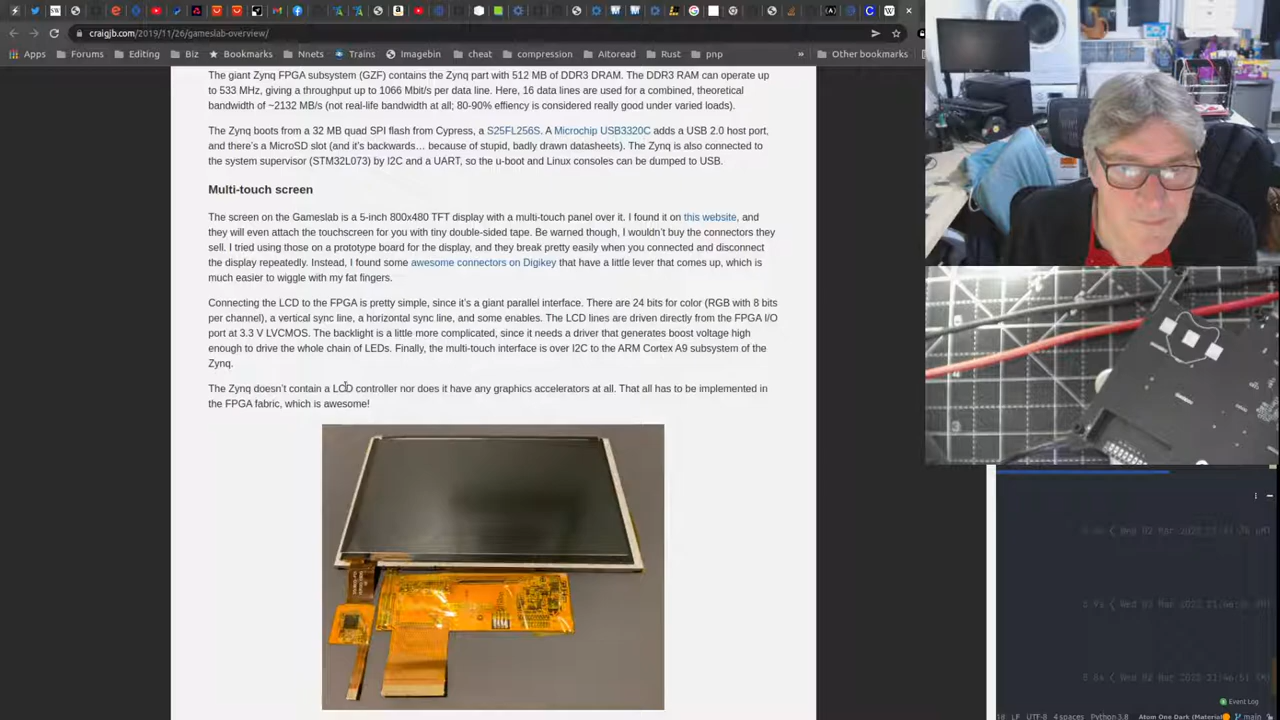 craigjb.com/2019/11/26/gameslab-overview/
Apps Forums Editing Biz Bookmarks Nnets Trains Imagebin cheat compression AItoread Rust pnp » Other bookmarks
The giant Zynq FPGA subsystem (GZF) contains the Zynq part with 512 MB of DDR3 DRAM. The DDR3 RAM can operate up
to 533 MHz, giving a throughput up to 1066 Mbit/s per data line. Here, 16 data lines are used for a combined, theoretical
bandwidth of ~2132 MB/s (not real-life bandwidth at all; 80-90% effiency is considered really good under varied loads).
The Zynq boots from a 32 MB quad SPI flash from Cypress, a S25FL256S. A Microchip USB3320C adds a USB 2.0 host port,
and there's a MicroSD slot (and it's backwards… because of stupid, badly drawn datasheets). The Zynq is also connected to
the system supervisor (STM32L073) by I2C and a UART, so the u-boot and Linux consoles can be dumped to USB.
Multi-touch screen
The screen on the Gameslab is a 5-inch 800x480 TFT display with a multi-touch panel over it. I found it on this website, and
they will even attach the touchscreen for you with tiny double-sided tape. Be warned though, I wouldn't buy the connectors they
sell. I tried using those on a prototype board for the display, and they break pretty easily when you connected and disconnect
the display repeatedly. Instead, I found some awesome connectors on Digikey that have a little lever that comes up, which is
much easier to wiggle with my fat fingers.
Connecting the LCD to the FPGA is pretty simple, since it's a giant parallel interface. There are 24 bits for color (RGB with 8 bits
per channel), a vertical sync line, a horizontal sync line, and some enables. The LCD lines are driven directly from the FPGA I/O
port at 3.3 V LVCMOS. The backlight is a little more complicated, since it needs a driver that generates boost voltage high
enough to drive the whole chain of LEDs. Finally, the multi-touch interface is over I2C to the ARM Cortex A9 subsystem of the
Zynq.
The Zynq doesn't contain a LCD controller nor does it have any graphics accelerators at all. That all has to be implemented in
the FPGA fabric, which is awesome!
Event Log
LF UTF-8 4 spaces Python 3.8 Atom One Dark (Material) main